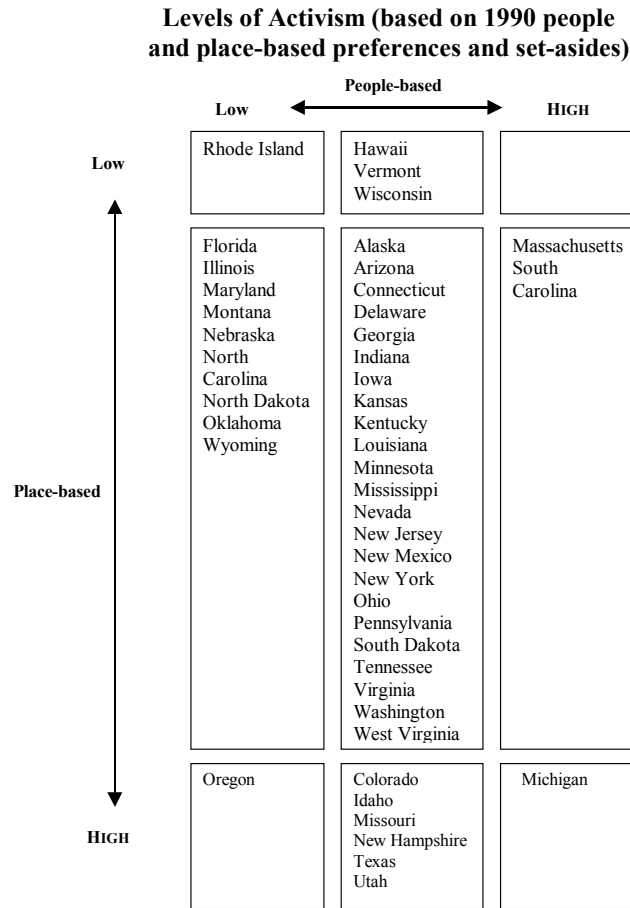 Levels of Activism (based on 1990 people
and place-based preferences and set-asides)
People-based
Low
HIGH
Low
Rhode Island
Hawaii
Vermont
Wisconsin
Florida
Illinois
Maryland
Montana
Nebraska
North
Carolina
North Dakota
Oklahoma
Wyoming
Alaska
Arizona
Connecticut
Delaware
Georgia
Indiana
Iowa
Kansas
Kentucky
Louisiana
Minnesota
Mississippi
Nevada
New Jersey
New Mexico
New York
Ohio
Pennsylvania
South Dakota
Tennessee
Virginia
Washington
West Virginia
Massachusetts
South
Carolina
Place-based
Oregon
Colorado
Idaho
Missouri
New Hampshire
Texas
Utah
Michigan
HIGH